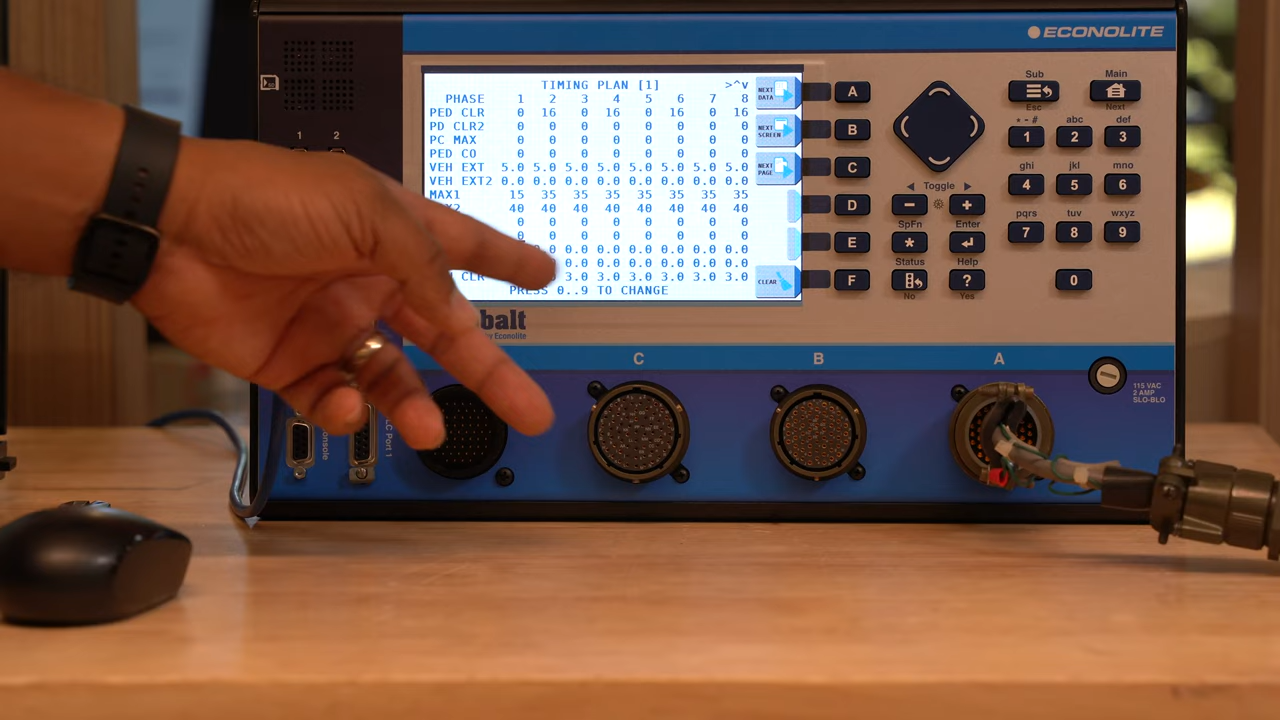 ECONOLITE
TIMING PLAN [1] >^v
PHASE 1 2 3 4 5 6 7 8
PED CLR 0 16 0 16 0 16 0 16
PD CLR2 0 0 0 0 0 0 0 0
PC MAX 0 0 0 0 0 0 0 0
PED CO 0 0 0 0 0 0 0 0
VEH EXT 5.0 5.0 5.0 5.0 5.0 5.0 5.0 5.0
VEH EXT2 0.0 0.0 0.0 0.0 0.0 0.0 0.0 0.0
MAX1 15 35 35 35 35 35 35 35
40 40 40 40 40 40 40 40
0 0 0 0 0 0 0 0
0 0 0 0 0 0 0 0
0.0 0.0 0.0 0.0 0.0 0.0 0.0
0.0 0.0 0.0 0.0 0.0 0.0
CLR 3.0 3.0 3.0 3.0 3.0 3.0
PRESS 0..9 TO CHANGE
NEXT DATA
NEXT SCREEN
NEXT PAGE
CLEAR
A
B
C
D
E
F
Sub
Esc
Main
Next
* - #
abc
def
1
2
3
ghi
jkl
mno
4
5
6
pqrs
tuv
wxyz
7
8
9
0
Toggle
-
+
SpFn
Enter
*
Status
Help
?
No
Yes
1 2
balt
by Econolite
C
B
A
115 VAC
2 AMP
SLO-BLO
onsole
LC Port 1